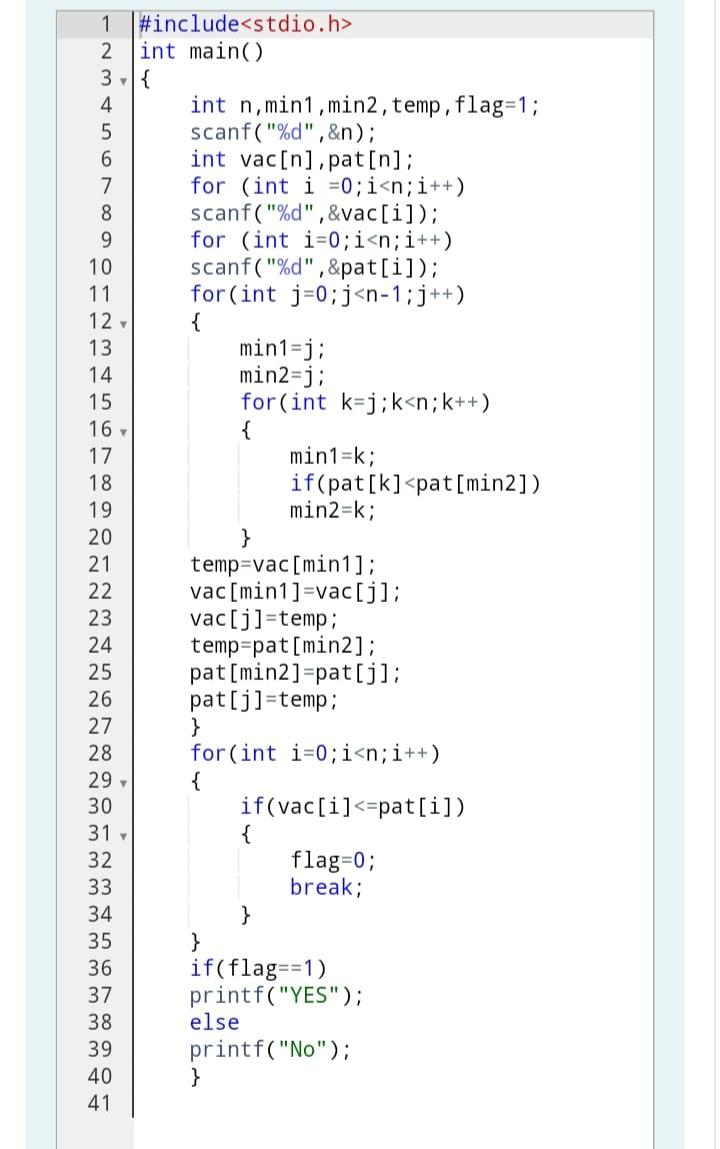 1 #include<stdio.h>
2 int main()
3 {
4 int n,min1,min2,temp,flag=1;
5 scanf("%d",&n);
6 int vac[n],pat[n];
7 for (int i =0;i<n;i++)
8 scanf("%d",&vac[i]);
9 for (int i=0;i<n;i++)
10 scanf("%d",&pat[i]);
11 for(int j=0;j<n-1;j++)
12 {
13 min1=j;
14 min2=j;
15 for(int k=j;k<n;k++)
16 {
17 min1=k;
18 if(pat[k]<pat[min2])
19 min2=k;
20 }
21 temp=vac[min1];
22 vac[min1]=vac[j];
23 vac[j]=temp;
24 temp=pat[min2];
25 pat[min2]=pat[j];
26 pat[j]=temp;
27 }
28 for(int i=0;i<n;i++)
29 {
30 if(vac[i]<=pat[i])
31 {
32 flag=0;
33 break;
34 }
35 }
36 if(flag==1)
37 printf("YES");
38 else
39 printf("No");
40 }
41